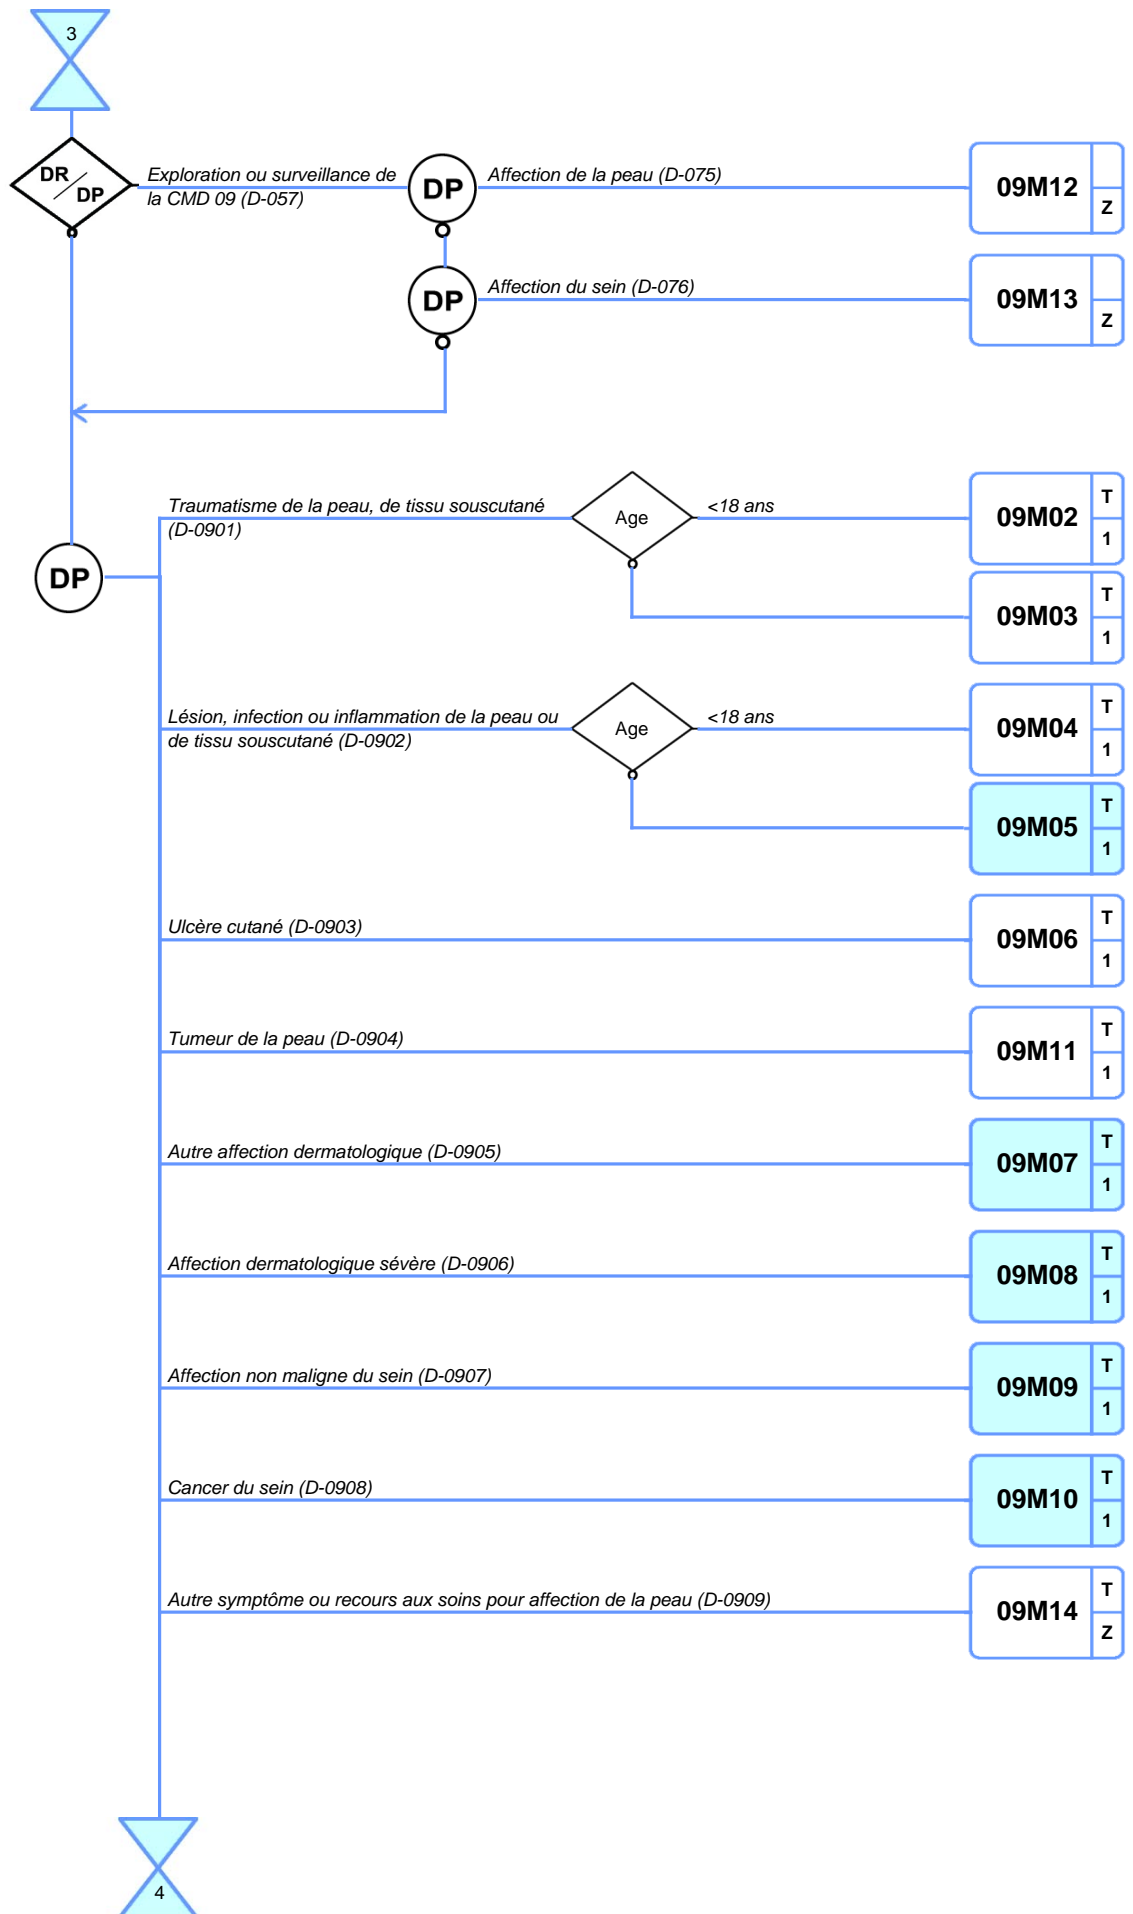 3
DR
DP
Exploration ou surveillance de
la CMD 09 (D-057)
DP
Affection de la peau (D-075)
09M12
Z
DP
Affection du sein (D-076)
09M13
Z
DP
Traumatisme de la peau, de tissu souscutané
(D-0901)
Age
<18 ans
09M02
T
1
09M03
T
1
Lésion, infection ou inflammation de la peau ou
de tissu souscutané (D-0902)
Age
<18 ans
09M04
T
1
09M05
T
1
Ulcère cutané (D-0903)
09M06
T
1
Tumeur de la peau (D-0904)
09M11
T
1
Autre affection dermatologique (D-0905)
09M07
T
1
Affection dermatologique sévère (D-0906)
09M08
T
1
Affection non maligne du sein (D-0907)
09M09
T
1
Cancer du sein (D-0908)
09M10
T
1
Autre symptôme ou recours aux soins pour affection de la peau (D-0909)
09M14
T
Z
4